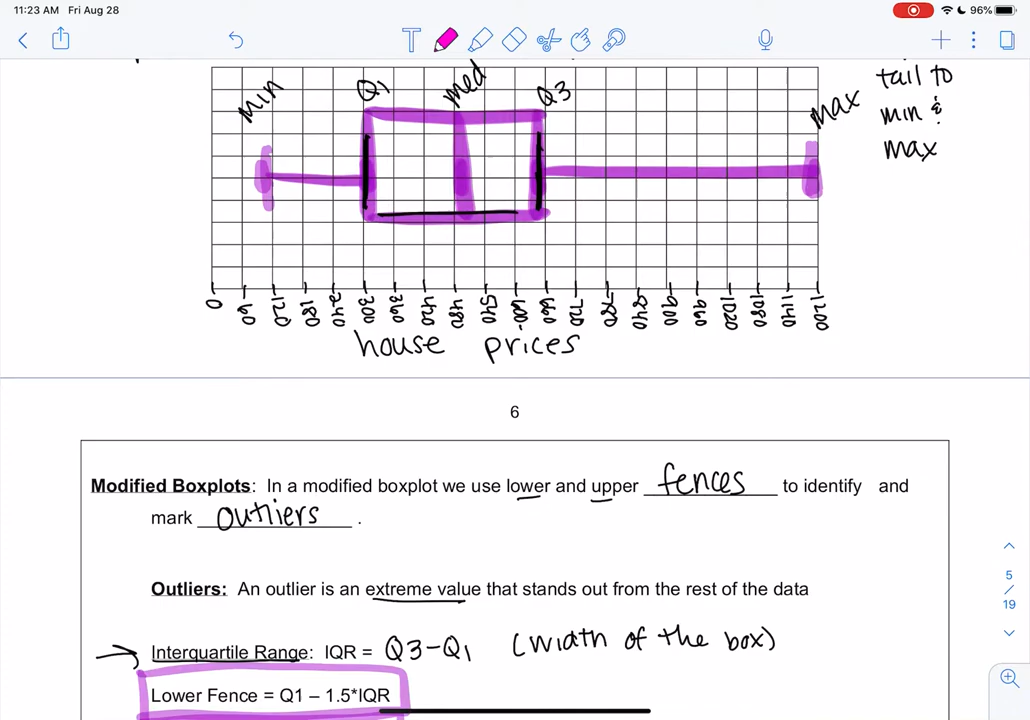 11:23 AM Fri Aug 28
96%
T
tail to
min &
max
min
Q1
med
Q3
max
0 60 120 180 240 300 360 420 480 540 600 660 720 780 840 900 960 1020 1080 1140 1200
house prices
6
Modified Boxplots: In a modified boxplot we use lower and upper fences to identify and
mark outliers .
Outliers: An outlier is an extreme value that stands out from the rest of the data
Interquartile Range: IQR = Q3-Q1 (width of the box)
Lower Fence = Q1 – 1.5*IQR
5
/
19